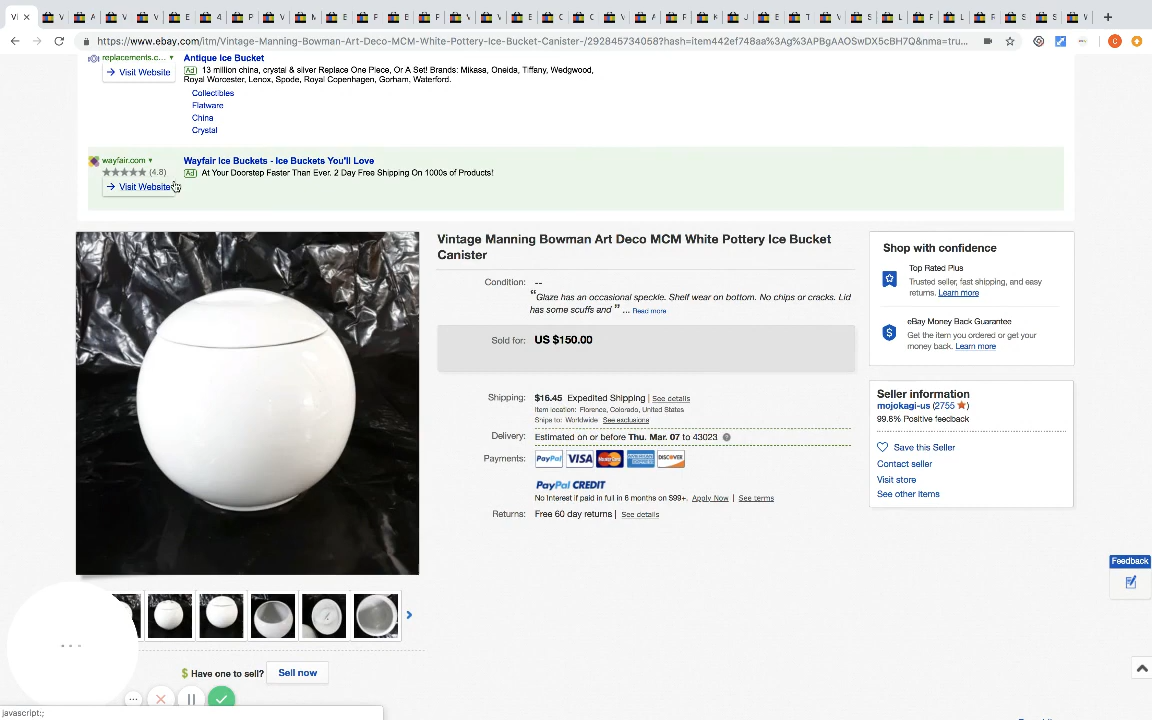 https://www.ebay.com/itm/Vintage-Manning-Bowman-Art-Deco-MCM-White-Pottery-Ice-Bucket-Canister-/292845734058?hash=item442ef748aa%3Ag%3APBgAAOSwDX5cBH7Q&nma=tru...
replacements.c... ▾
Antique Ice Bucket
→ Visit Website
Ad 13 million china, crystal & silver Replace One Piece, Or A Set! Brands: Mikasa, Oneida, Tiffany, Wedgwood,
Royal Worcester, Lenox, Spode, Royal Copenhagen, Gorham. Waterford.
Collectibles
Flatware
China
Crystal
wayfair.com ▾
Wayfair Ice Buckets - Ice Buckets You'll Love
★★★★★ (4.8)
Ad At Your Doorstep Faster Than Ever. 2 Day Free Shipping On 1000s of Products!
→ Visit Website
Vintage Manning Bowman Art Deco MCM White Pottery Ice Bucket
Canister
Condition: --
“Glaze has an occasional speckle. Shelf wear on bottom. No chips or cracks. Lid
has some scuffs and ” ... Read more
Sold for: US $150.00
Shipping: $16.45 Expedited Shipping | See details
Item location: Florence, Colorado, United States
Ships to: Worldwide See exclusions
Delivery: Estimated on or before Thu. Mar. 07 to 43023 ?
Payments: PayPal VISA MasterCard AMERICAN EXPRESS DISCOVER
PayPal CREDIT
No Interest if paid in full in 6 months on $99+. Apply Now | See terms
Returns: Free 60 day returns | See details
Shop with confidence
Top Rated Plus
Trusted seller, fast shipping, and easy
returns. Learn more
eBay Money Back Guarantee
Get the item you ordered or get your
money back. Learn more
Seller information
mojokagi-us (2755 ★)
99.8% Positive feedback
Save this Seller
Contact seller
Visit store
See other items
Feedback
$ Have one to sell? Sell now
javascript:;